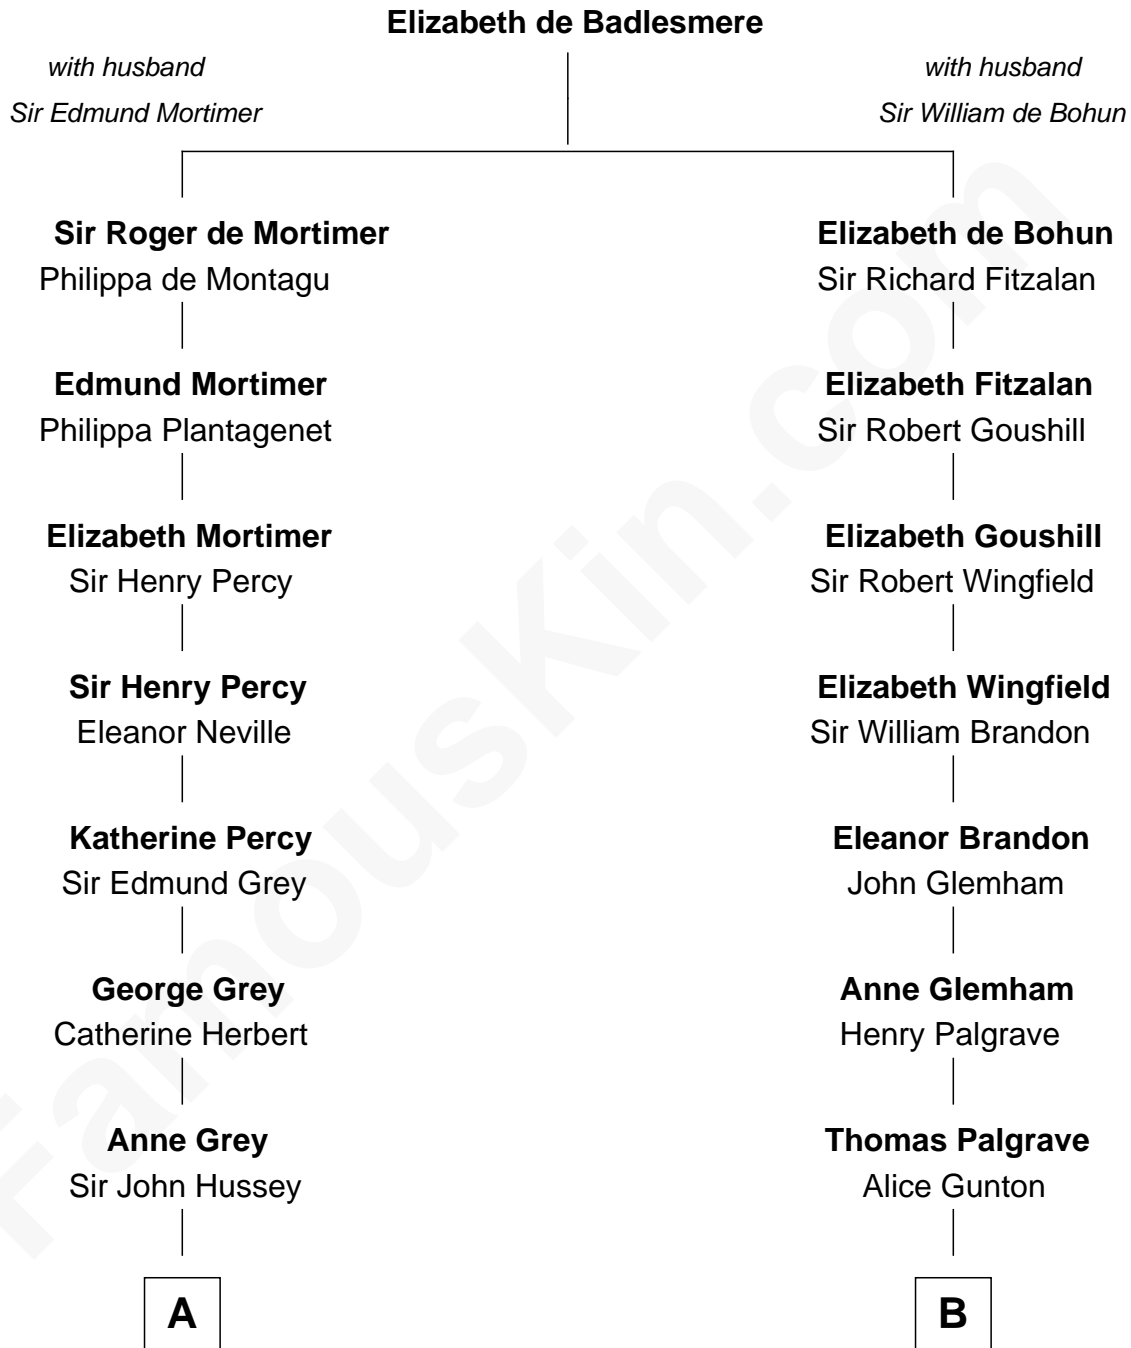 Elizabeth de Badlesmere
with husband
Sir Edmund Mortimer
with husband
Sir William de Bohun
Sir Roger de Mortimer
Philippa de Montagu
Edmund Mortimer
Philippa Plantagenet
Elizabeth Mortimer
Sir Henry Percy
Sir Henry Percy
Eleanor Neville
Katherine Percy
Sir Edmund Grey
George Grey
Catherine Herbert
Anne Grey
Sir John Hussey
A
Elizabeth de Bohun
Sir Richard Fitzalan
Elizabeth Fitzalan
Sir Robert Goushill
Elizabeth Goushill
Sir Robert Wingfield
Elizabeth Wingfield
Sir William Brandon
Eleanor Brandon
John Glemham
Anne Glemham
Henry Palgrave
Thomas Palgrave
Alice Gunton
B
FamousKin.com